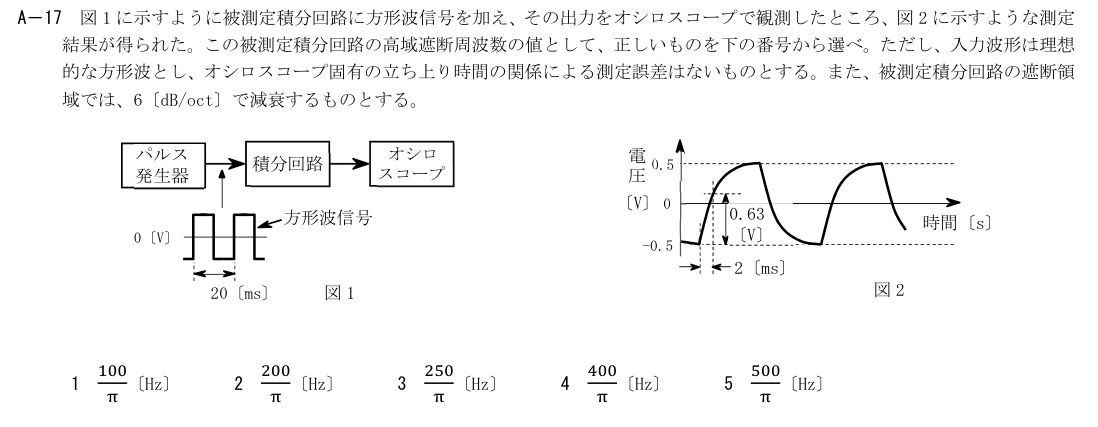 A－17　図１に示すように被測定積分回路に方形波信号を加え、その出力をオシロスコープで観測したところ、図２に示すような測定
結果が得られた。この被測定積分回路の高域遮断周波数の値として、正しいものを下の番号から選べ。ただし、入力波形は理想
的な方形波とし、オシロスコープ固有の立ち上り時間の関係による測定誤差はないものとする。また、被測定積分回路の遮断領
域では、6〔dB/oct〕で減衰するものとする。
パルス
発生器
積分回路
オシロ
スコープ
方形波信号
0〔V〕
20〔ms〕
図１
電
圧
〔V〕
0.5
0
-0.5
0.63
〔V〕
2〔ms〕
時間〔s〕
図２
1 100/π〔Hz〕 2 200/π〔Hz〕 3 250/π〔Hz〕 4 400/π〔Hz〕 5 500/π〔Hz〕